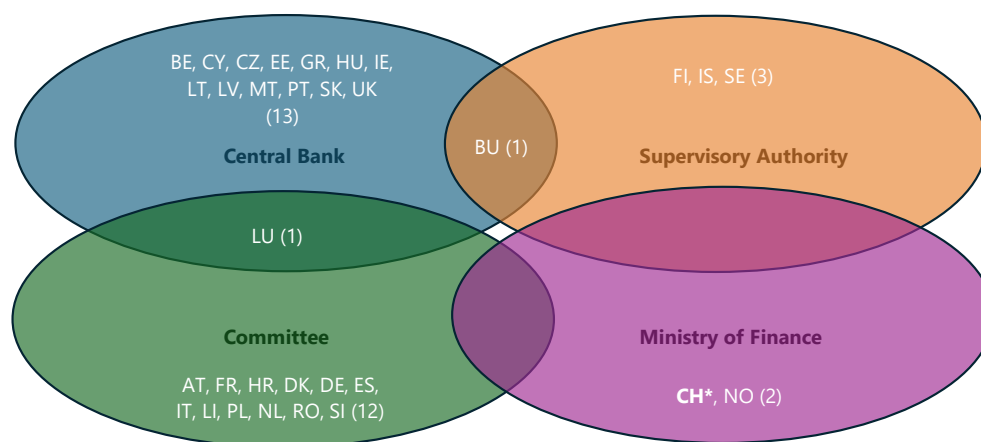 BE, CY, CZ, EE, GR, HU, IE,
LT, LV, MT, PT, SK, UK
(13)
Central Bank
FI, IS, SE (3)
Supervisory Authority
BU (1)
LU (1)
Committee
AT, FR, HR, DK, DE, ES,
IT, LI, PL, NL, RO, SI (12)
Ministry of Finance
CH*, NO (2)